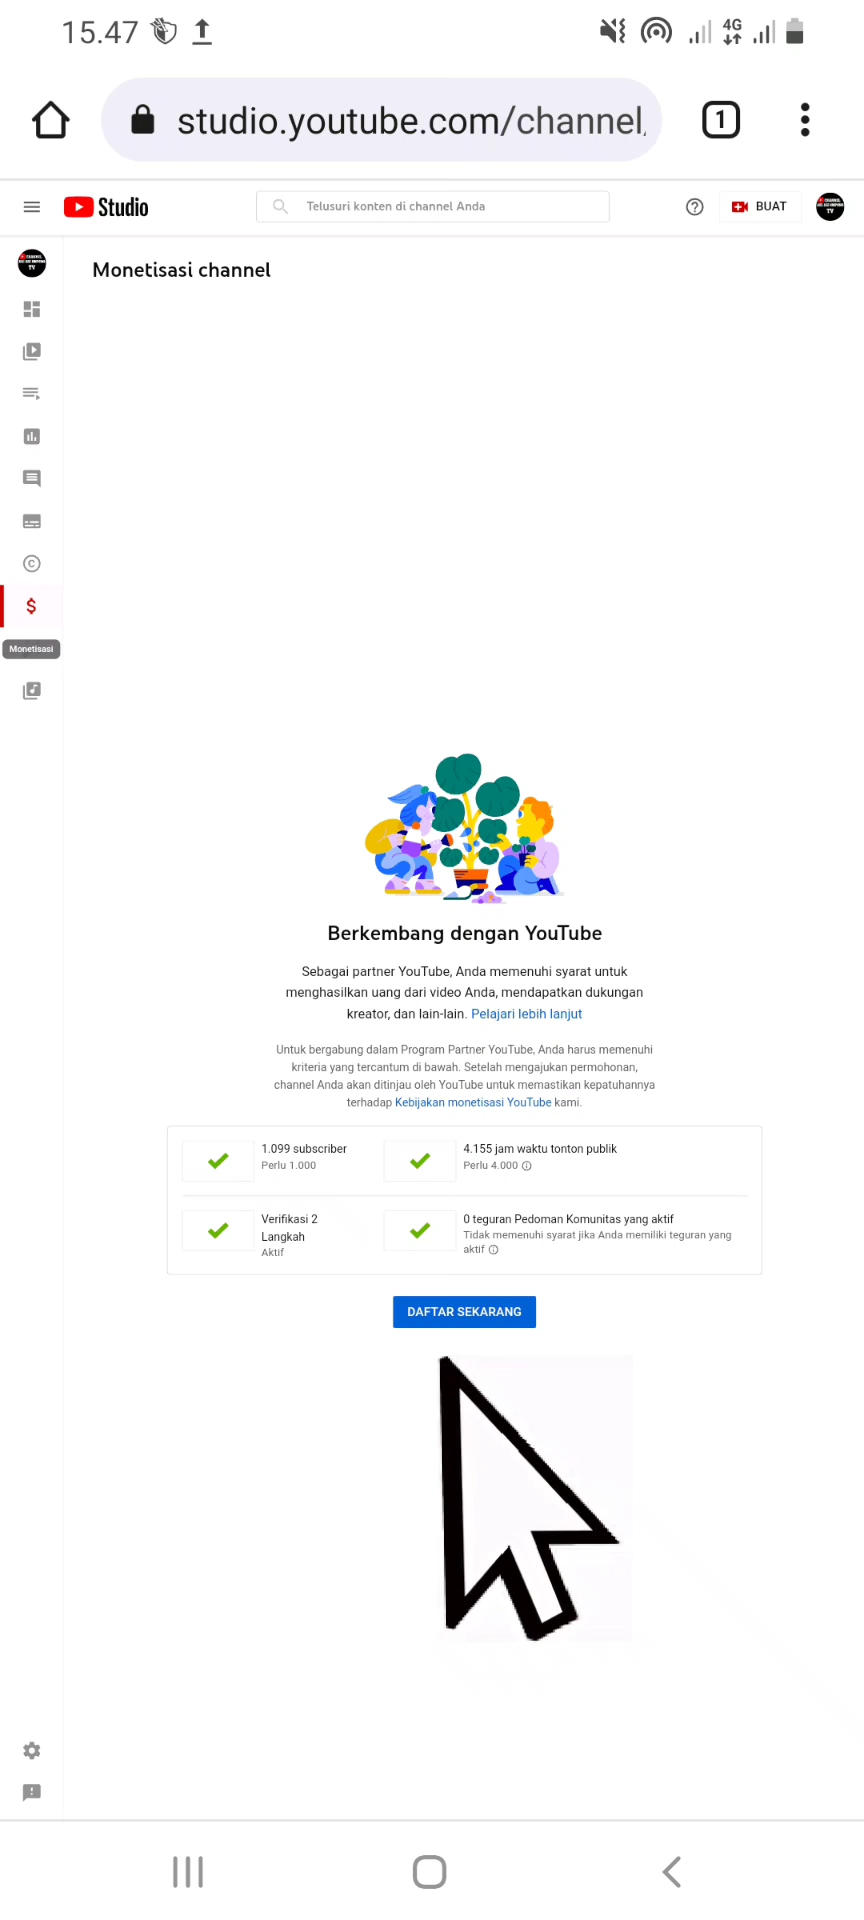 15.47
4G
studio.youtube.com/channel
1
Studio
Telusuri konten di channel Anda
BUAT
Monetisasi channel
$
Monetisasi
Berkembang dengan YouTube
Sebagai partner YouTube, Anda memenuhi syarat untuk
menghasilkan uang dari video Anda, mendapatkan dukungan
kreator, dan lain-lain. Pelajari lebih lanjut
Untuk bergabung dalam Program Partner YouTube, Anda harus memenuhi
kriteria yang tercantum di bawah. Setelah mengajukan permohonan,
channel Anda akan ditinjau oleh YouTube untuk memastikan kepatuhannya
terhadap Kebijakan monetisasi YouTube kami.
1.099 subscriber
Perlu 1.000
4.155 jam waktu tonton publik
Perlu 4.000
Verifikasi 2
Langkah
Aktif
0 teguran Pedoman Komunitas yang aktif
Tidak memenuhi syarat jika Anda memiliki teguran yang
aktif
DAFTAR SEKARANG